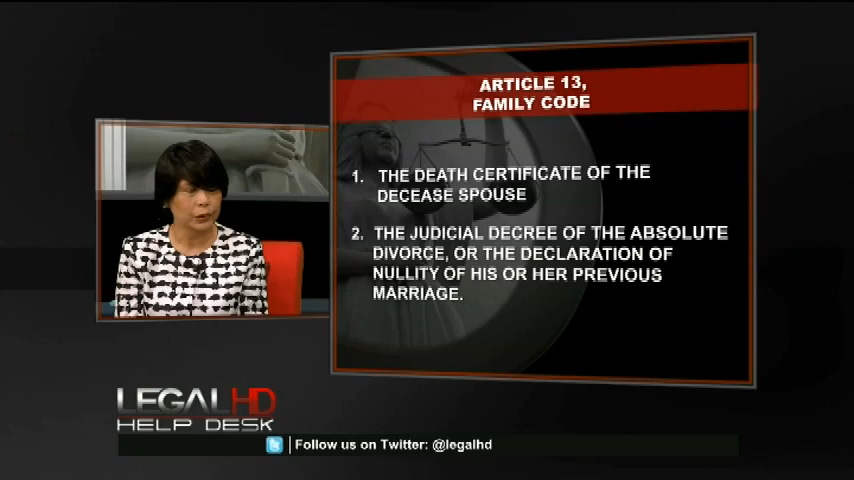 ARTICLE 13,
FAMILY CODE
1. THE DEATH CERTIFICATE OF THE
DECEASE SPOUSE
2. THE JUDICIAL DECREE OF THE ABSOLUTE
DIVORCE, OR THE DECLARATION OF
NULLITY OF HIS OR HER PREVIOUS
MARRIAGE.
LEGALHD
HELP DESK
Follow us on Twitter: @legalhd